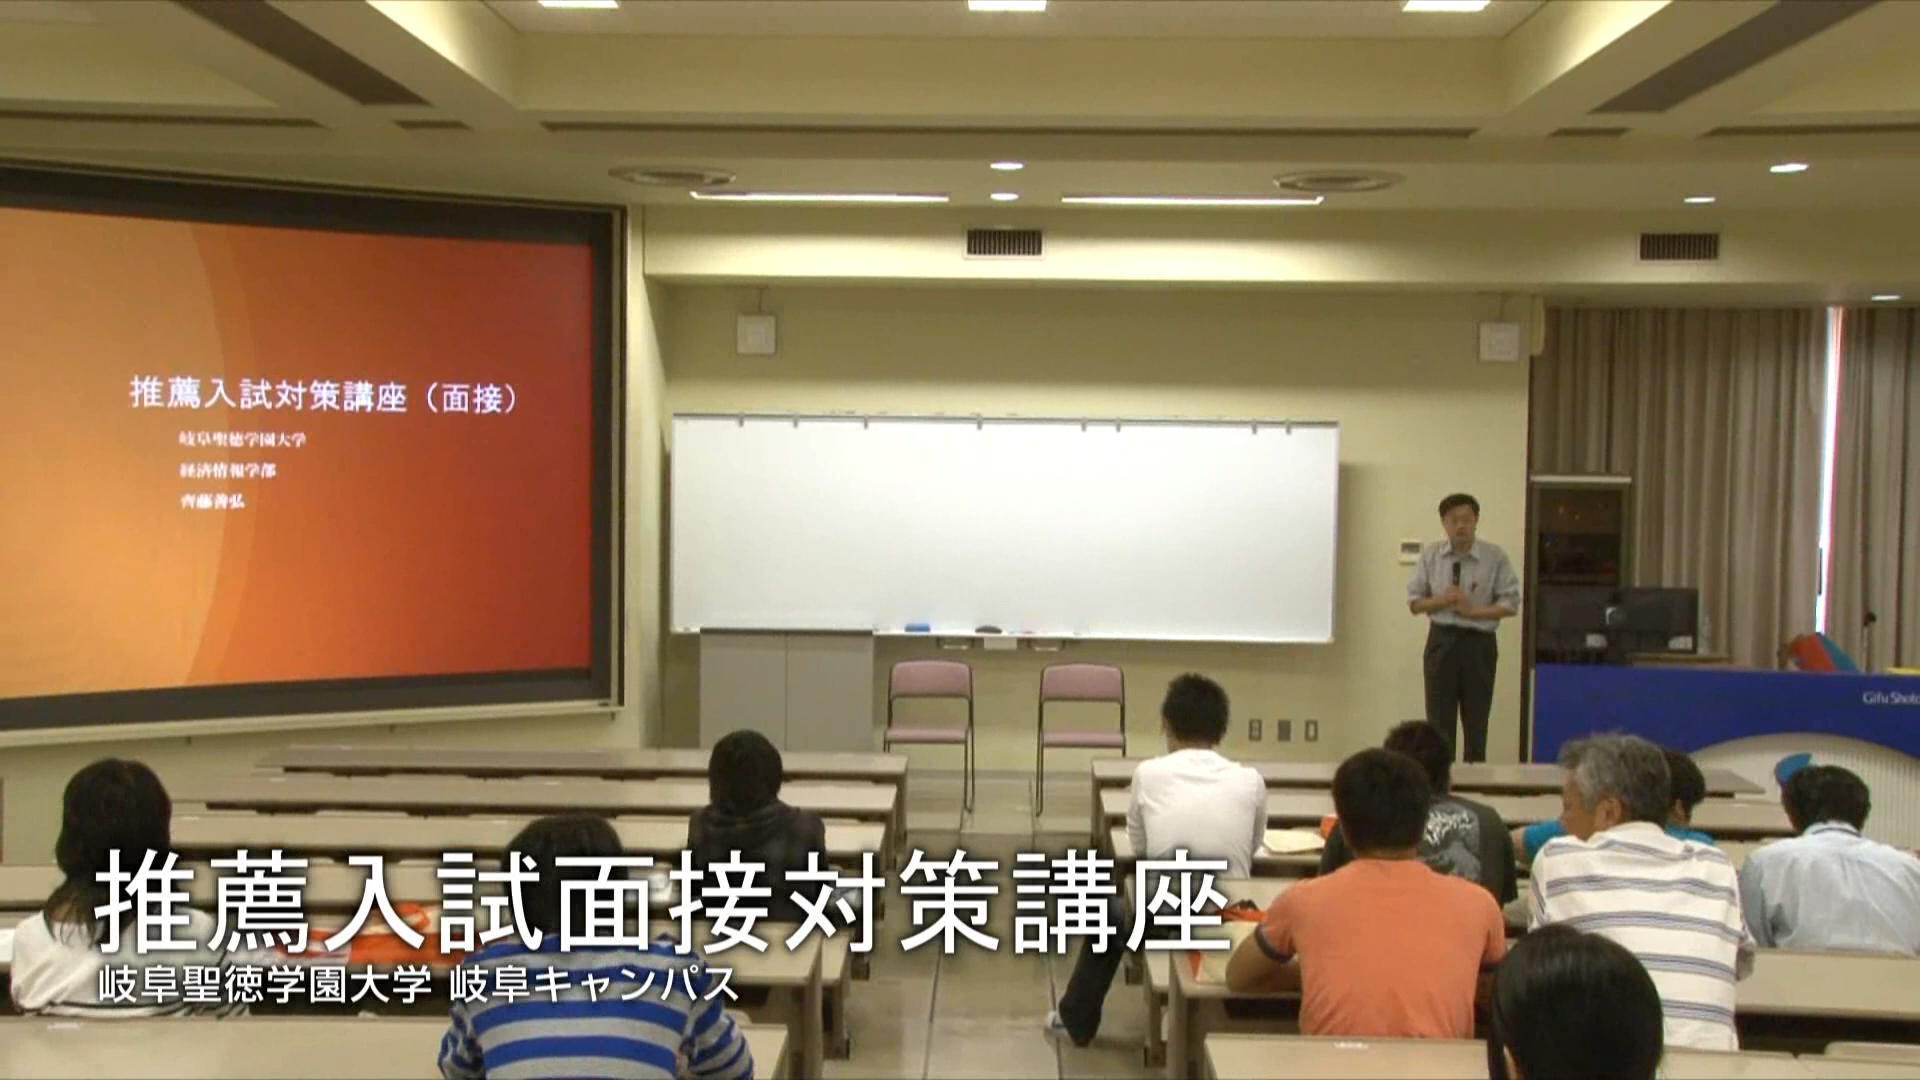 推薦入試対策講座（面接）
岐阜聖徳学園大学
経済情報学部
齊藤善弘
Gifu Shoto
推薦入試面接対策講座
岐阜聖徳学園大学 岐阜キャンパス